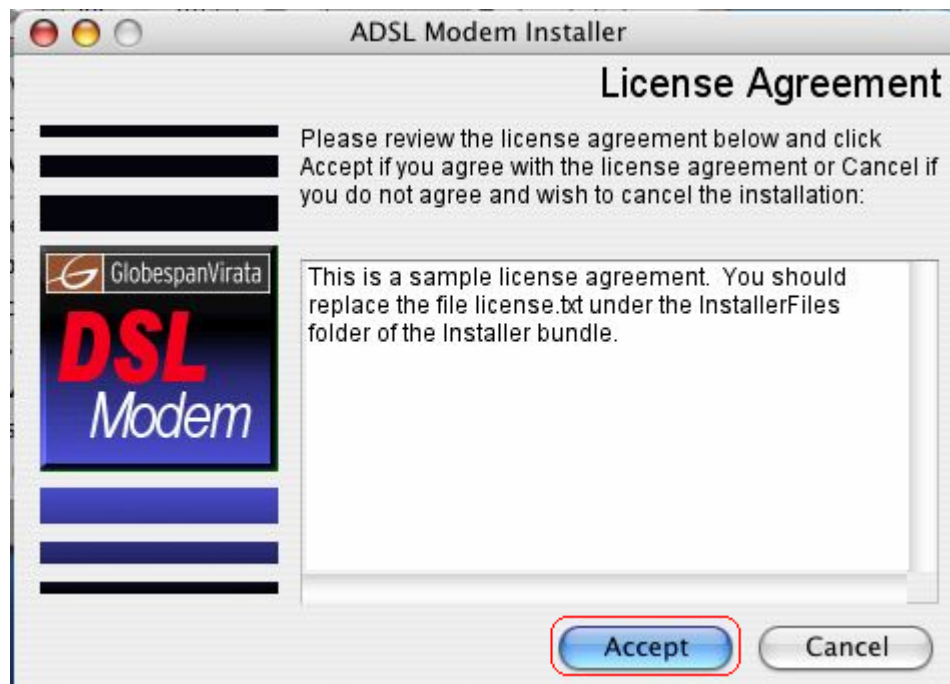 ADSL Modem Installer
License Agreement
Please review the license agreement below and click
Accept if you agree with the license agreement or Cancel if
you do not agree and wish to cancel the installation:
GlobespanVirata
DSL
Modem
This is a sample license agreement.  You should
replace the file license.txt under the InstallerFiles
folder of the Installer bundle.
Accept
Cancel